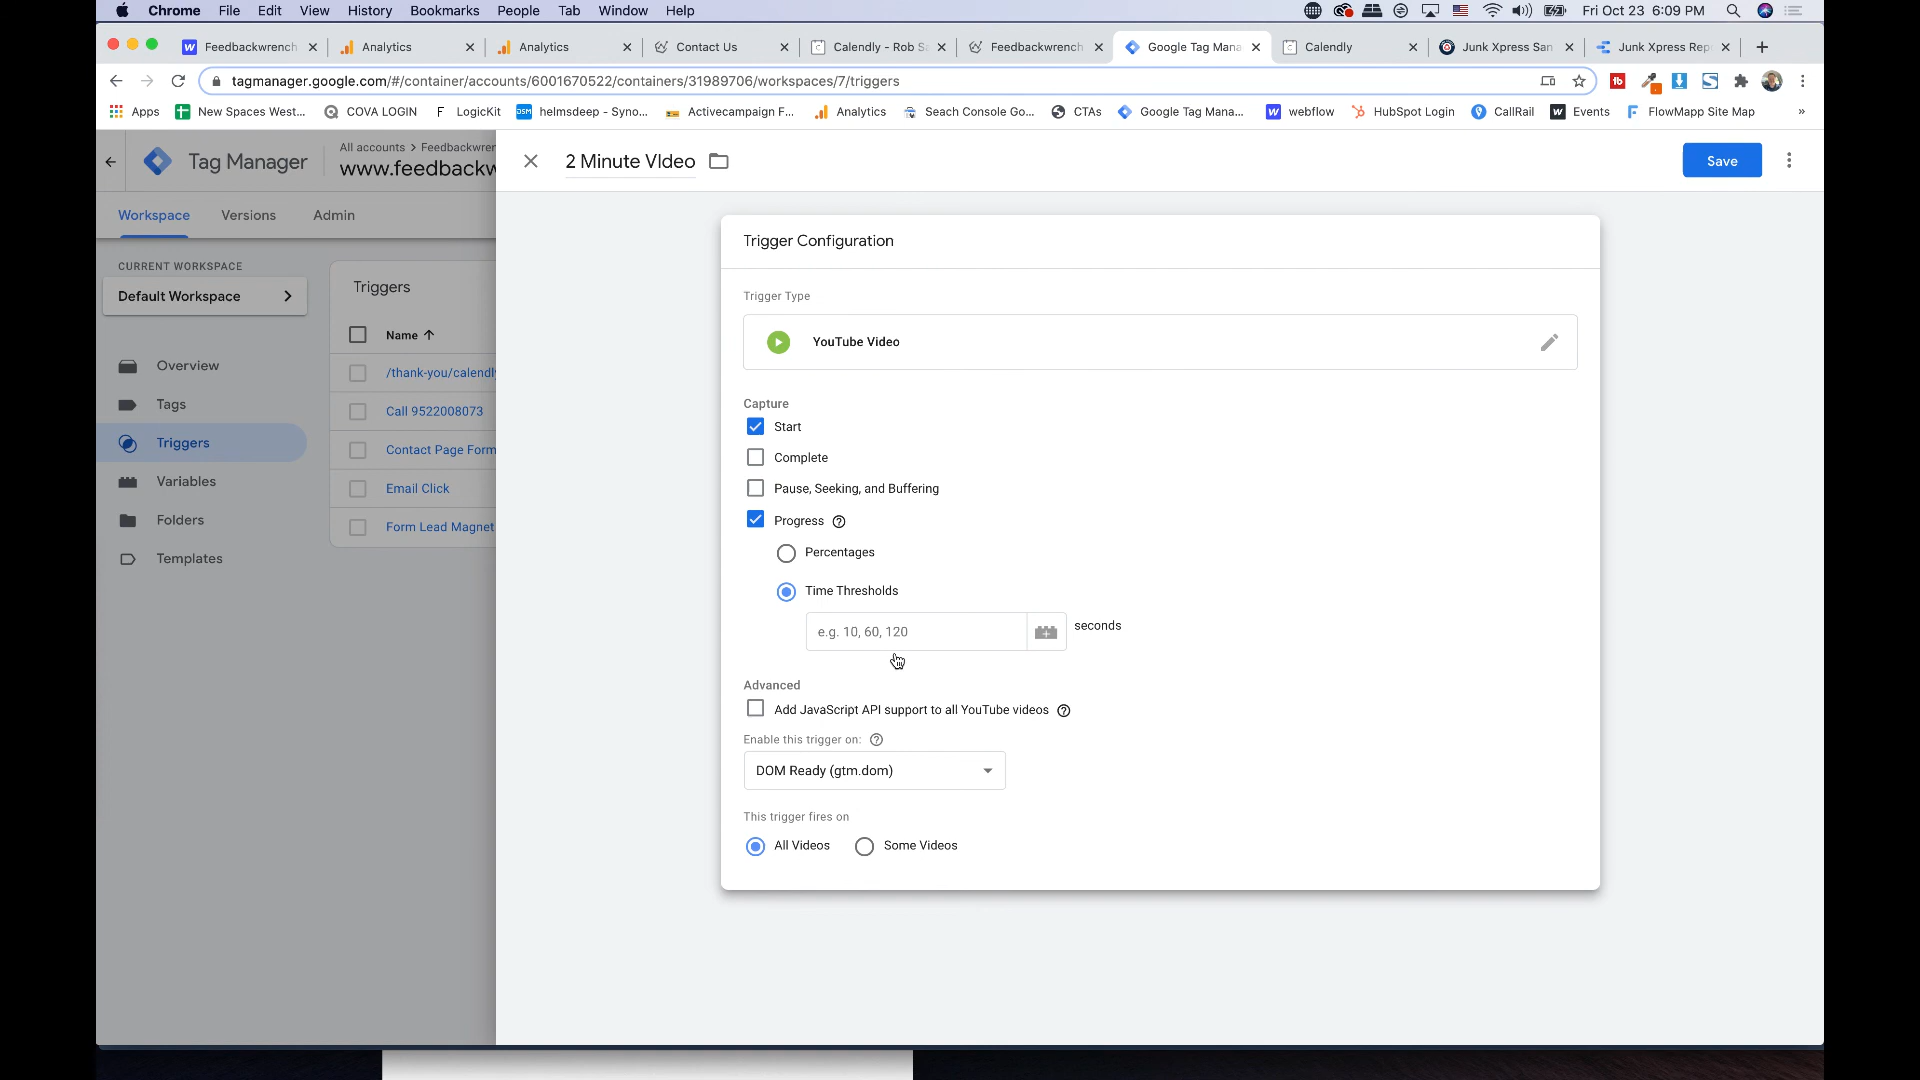 Chrome File Edit View History Bookmarks People Tab Window Help Fri Oct 23 6:09 PM
Feedbackwrench Analytics Analytics Contact Us Calendly - Rob S Feedbackwrench Google Tag Mana Calendly Junk Xpress San Junk Xpress Rep
tagmanager.google.com/#/container/accounts/6001670522/containers/31989706/workspaces/7/triggers
Apps New Spaces West... COVA LOGIN F LogicKit DSM helmsdeep - Syno... Activecampaign F... Analytics Seach Console Go... CTAs Google Tag Mana... webflow HubSpot Login CallRail Events FlowMapp Site Map »
Tag Manager
All accounts > Feedbackwren
www.feedbackw
2 Minute VIdeo
Save
Workspace Versions Admin
CURRENT WORKSPACE
Default Workspace
Overview
Tags
Triggers
Variables
Folders
Templates
Triggers
Name
/thank-you/calendly
Call 9522008073
Contact Page Form
Email Click
Form Lead Magnet
Trigger Configuration
Trigger Type
YouTube Video
Capture
Start
Complete
Pause, Seeking, and Buffering
Progress
Percentages
Time Thresholds
e.g. 10, 60, 120
seconds
Advanced
Add JavaScript API support to all YouTube videos
Enable this trigger on:
DOM Ready (gtm.dom)
This trigger fires on
All Videos Some Videos